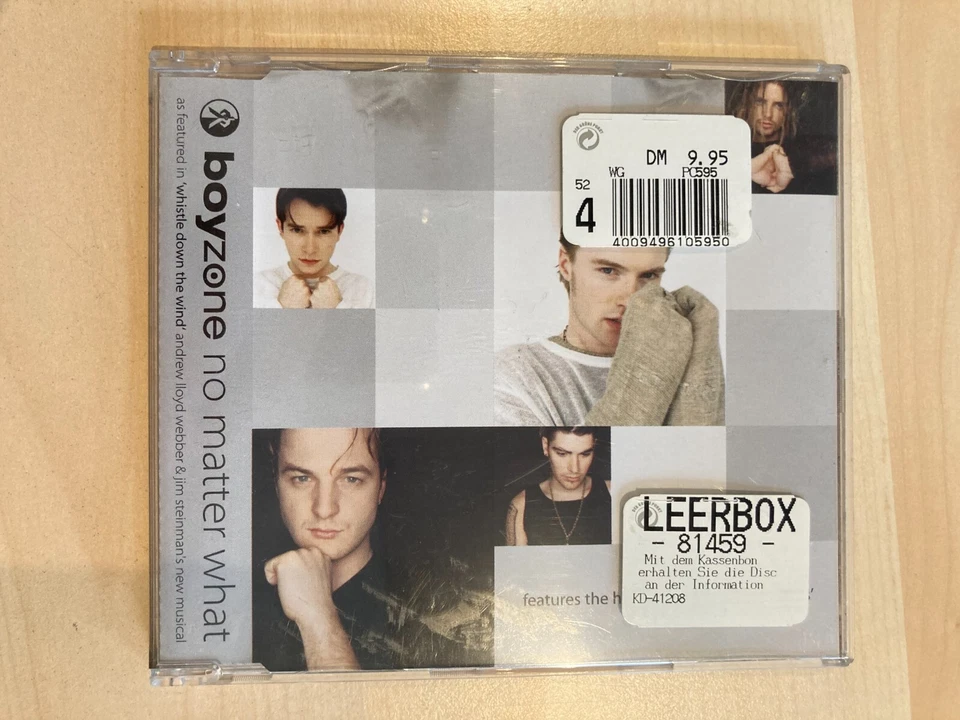 boyzone no matter what
as featured in 'whistle down the wind' andrew lloyd webber & jim steinman's new musical
DM 9.95
WG PC595
52
4
4009496105950
features the h
LEERBOX
- 81459 -
Mit dem Kassenbon
erhalten Sie die Disc
an der Information
KD-41208